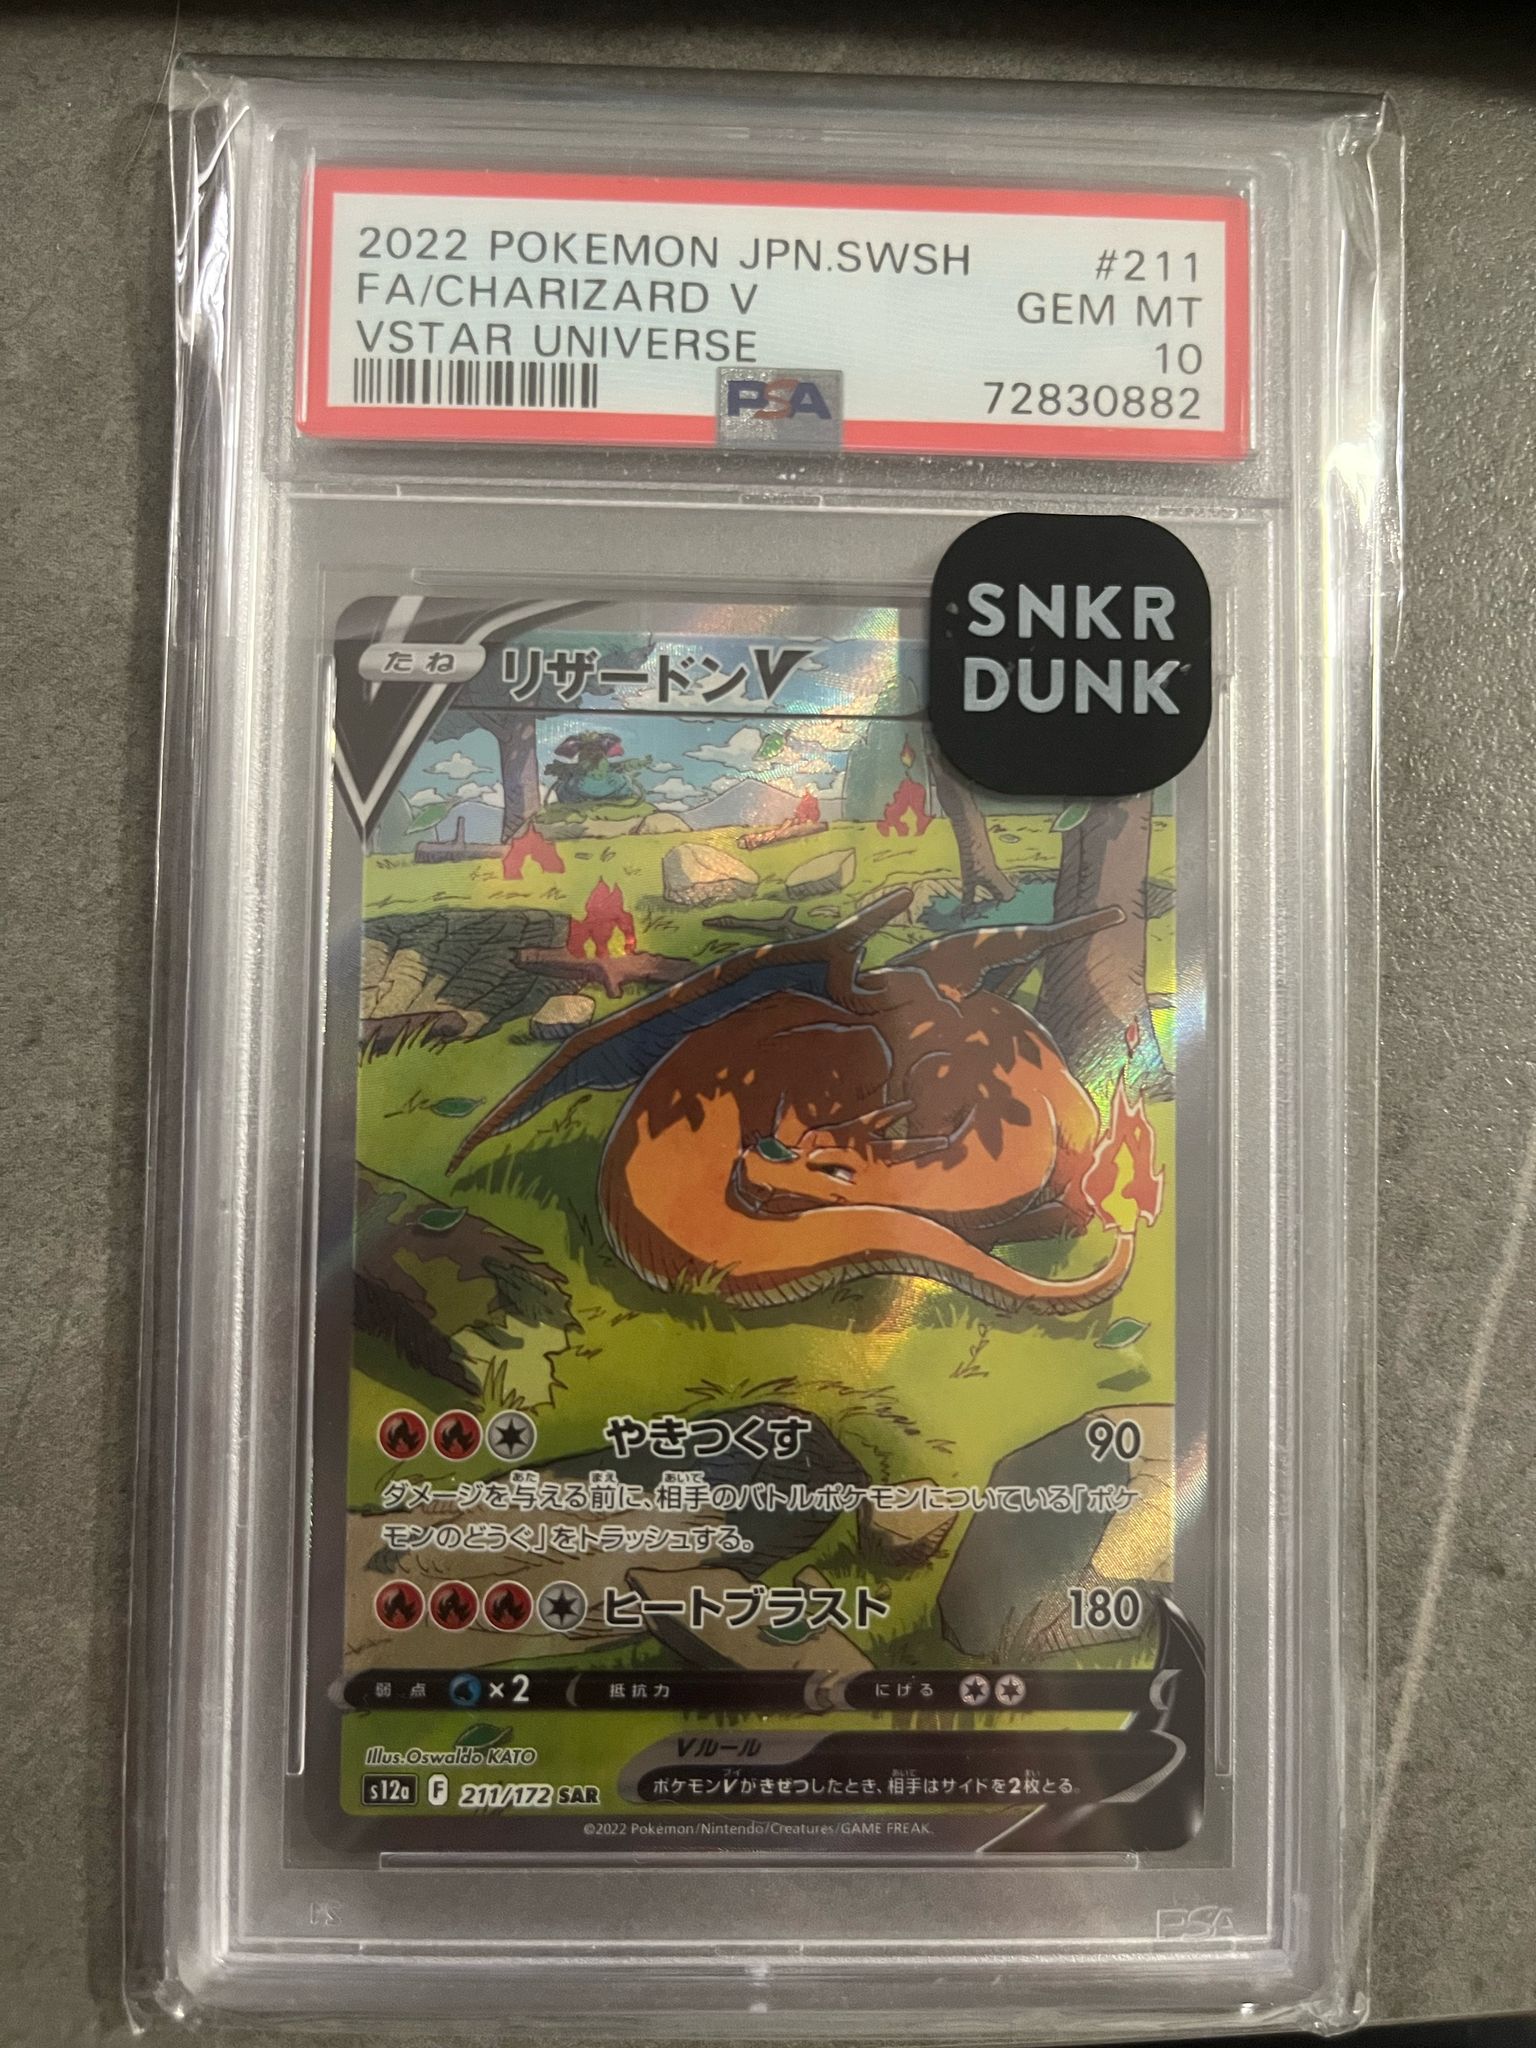 2022 POKEMON JPN.SWSH #211
FA/CHARIZARD V GEM MT
VSTAR UNIVERSE 10
72830882
PSA
SNKR
DUNK
たね リザードンV
やきつくす 90
ダメージを与える前に、相手のバトルポケモンについている「ポケ
モンのどうぐ」をトラッシュする。
ヒートブラスト 180
弱点 ×2 抵抗力 にげる
Illus.Oswaldo KATO
Vルール
s12a F 211/172 SAR
ポケモンVがきぜつしたとき、相手はサイドを2枚とる。
©2022 Pokémon/Nintendo/Creatures/GAME FREAK.
PSA